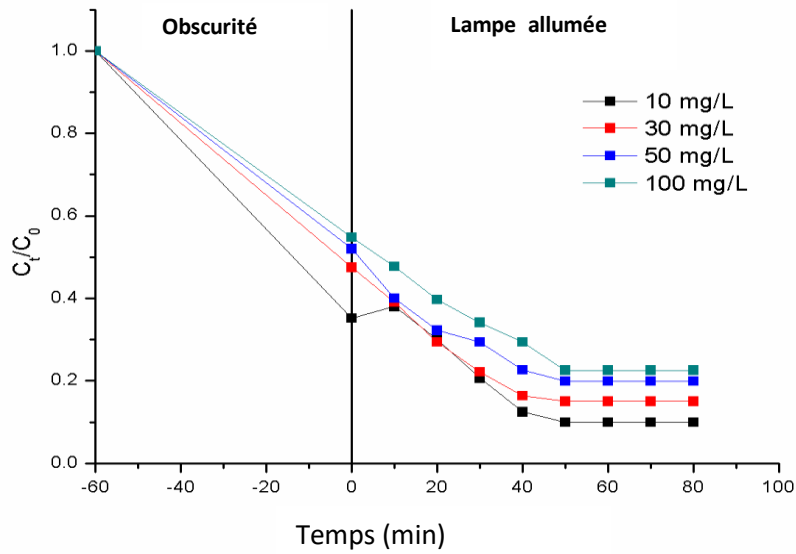 Obscurité
Lampe allumée
1.0
0.8
0.6
0.4
0.2
0.0
Cₜ/C₀
10 mg/L
30 mg/L
50 mg/L
100 mg/L
-60
-40
-20
0
20
40
60
80
100
Temps (min)